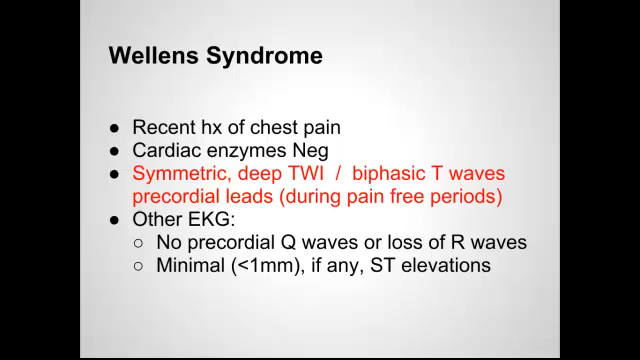 Wellens Syndrome
● Recent hx of chest pain
● Cardiac enzymes Neg
● Symmetric, deep TWI / biphasic T waves
precordial leads (during pain free periods)
● Other EKG:
○ No precordial Q waves or loss of R waves
○ Minimal (<1mm), if any, ST elevations